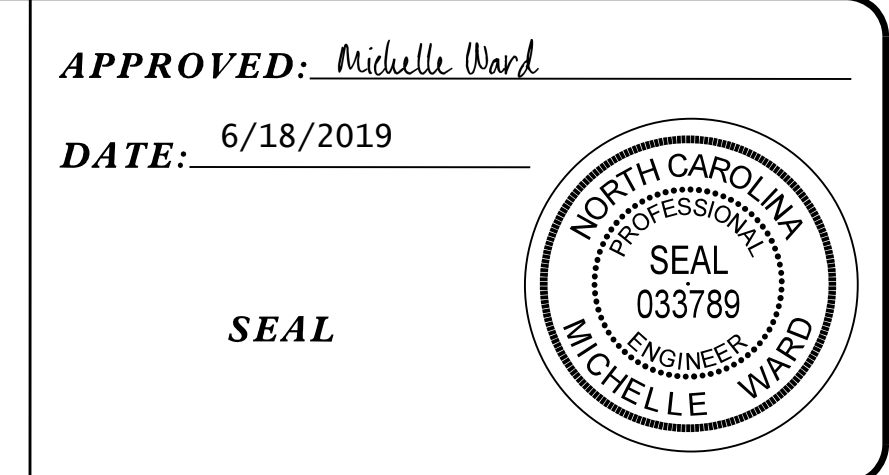 APPROVED: Michelle Ward
DATE: 6/18/2019
SEAL
NORTH CAROLINA
PROFESSIONAL
SEAL
033789
ENGINEER
MICHELLE WARD